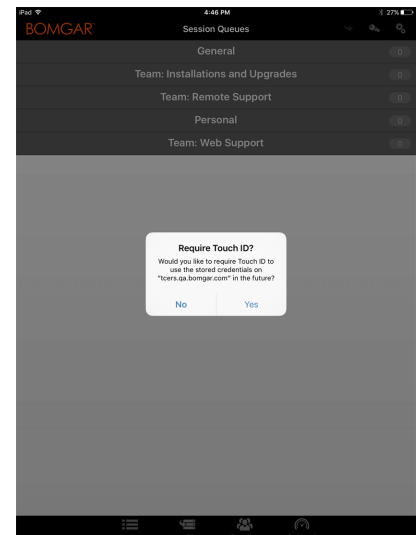 iPad 4:46 PM 27%
BOMGAR Session Queues
General 0
Team: Installations and Upgrades 0
Team: Remote Support 0
Personal 0
Team: Web Support 0
Require Touch ID?
Would you like to require Touch ID to
use the stored credentials on
"tcers.qa.bomgar.com" in the future?
No Yes